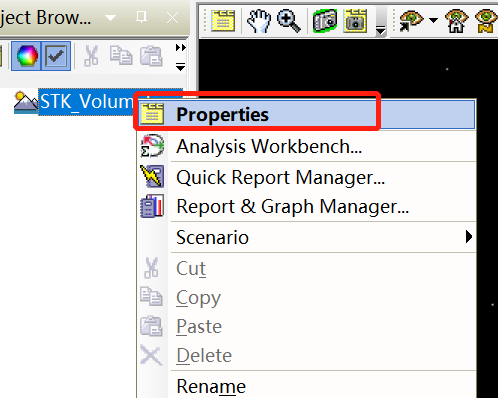 ject Brow...
STK_Volum
Properties
Analysis Workbench...
Quick Report Manager...
Report & Graph Manager...
Scenario
Cut
Copy
Paste
Delete
Rename